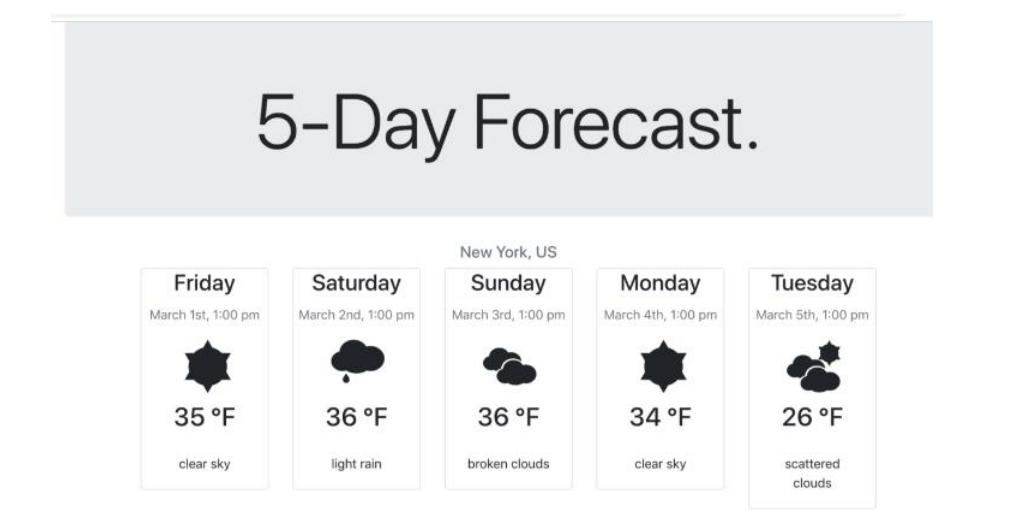 5-Day Forecast.
New York, US
Friday
March 1st, 1:00 pm
35 °F
clear sky
Saturday
March 2nd, 1:00 pm
36 °F
light rain
Sunday
March 3rd, 1:00 pm
36 °F
broken clouds
Monday
March 4th, 1:00 pm
34 °F
clear sky
Tuesday
March 5th, 1:00 pm
26 °F
scattered
clouds